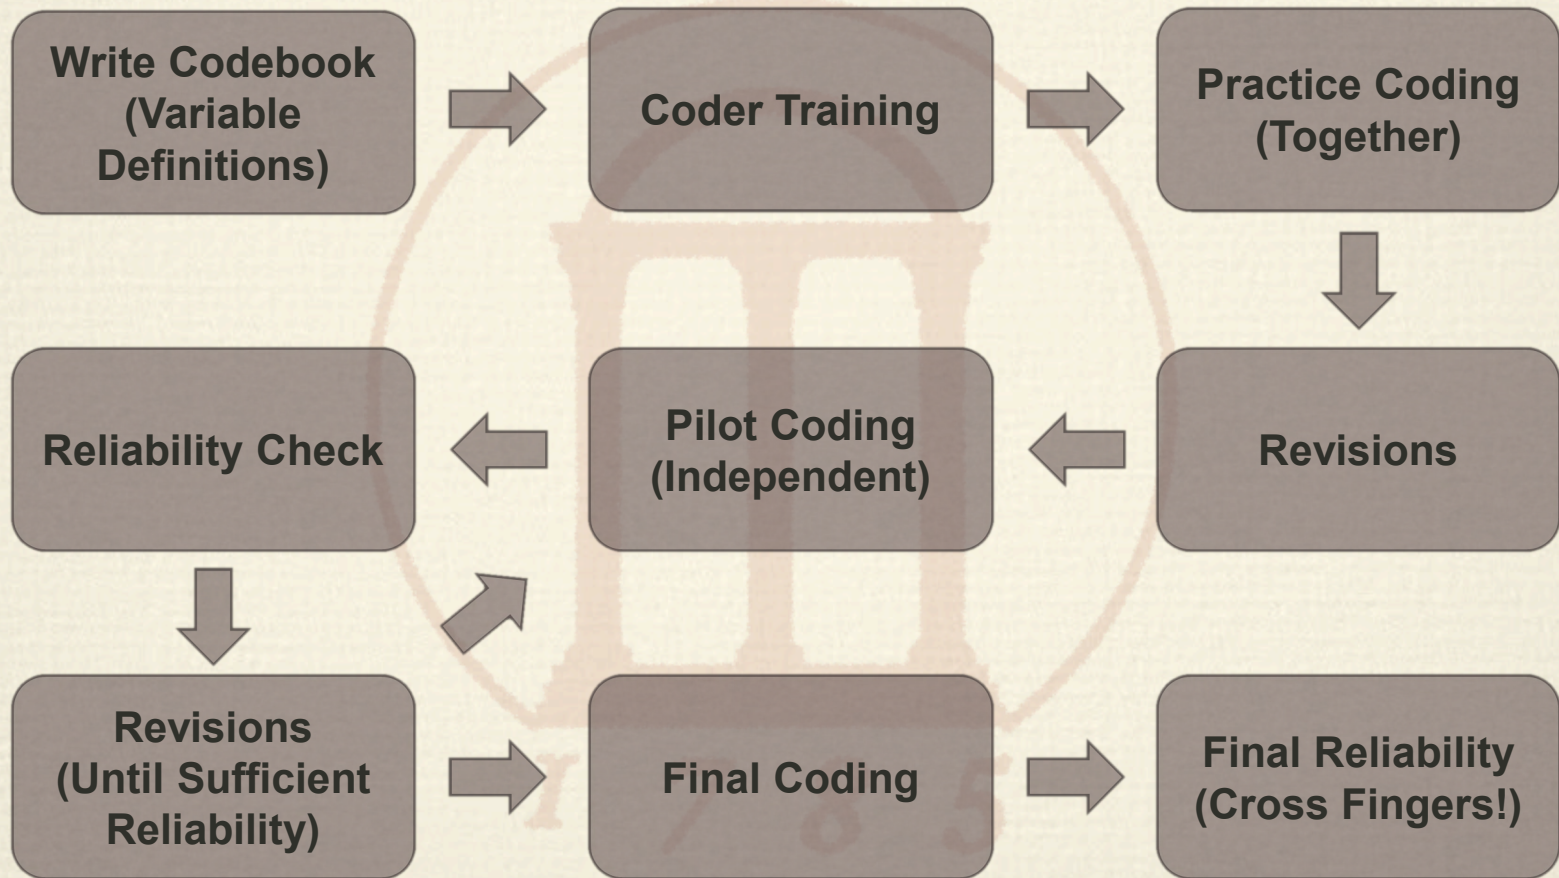 Write Codebook
(Variable
Definitions)
Coder Training
Practice Coding
(Together)
Revisions
Pilot Coding
(Independent)
Reliability Check
Revisions
(Until Sufficient
Reliability)
Final Coding
Final Reliability
(Cross Fingers!)
1785